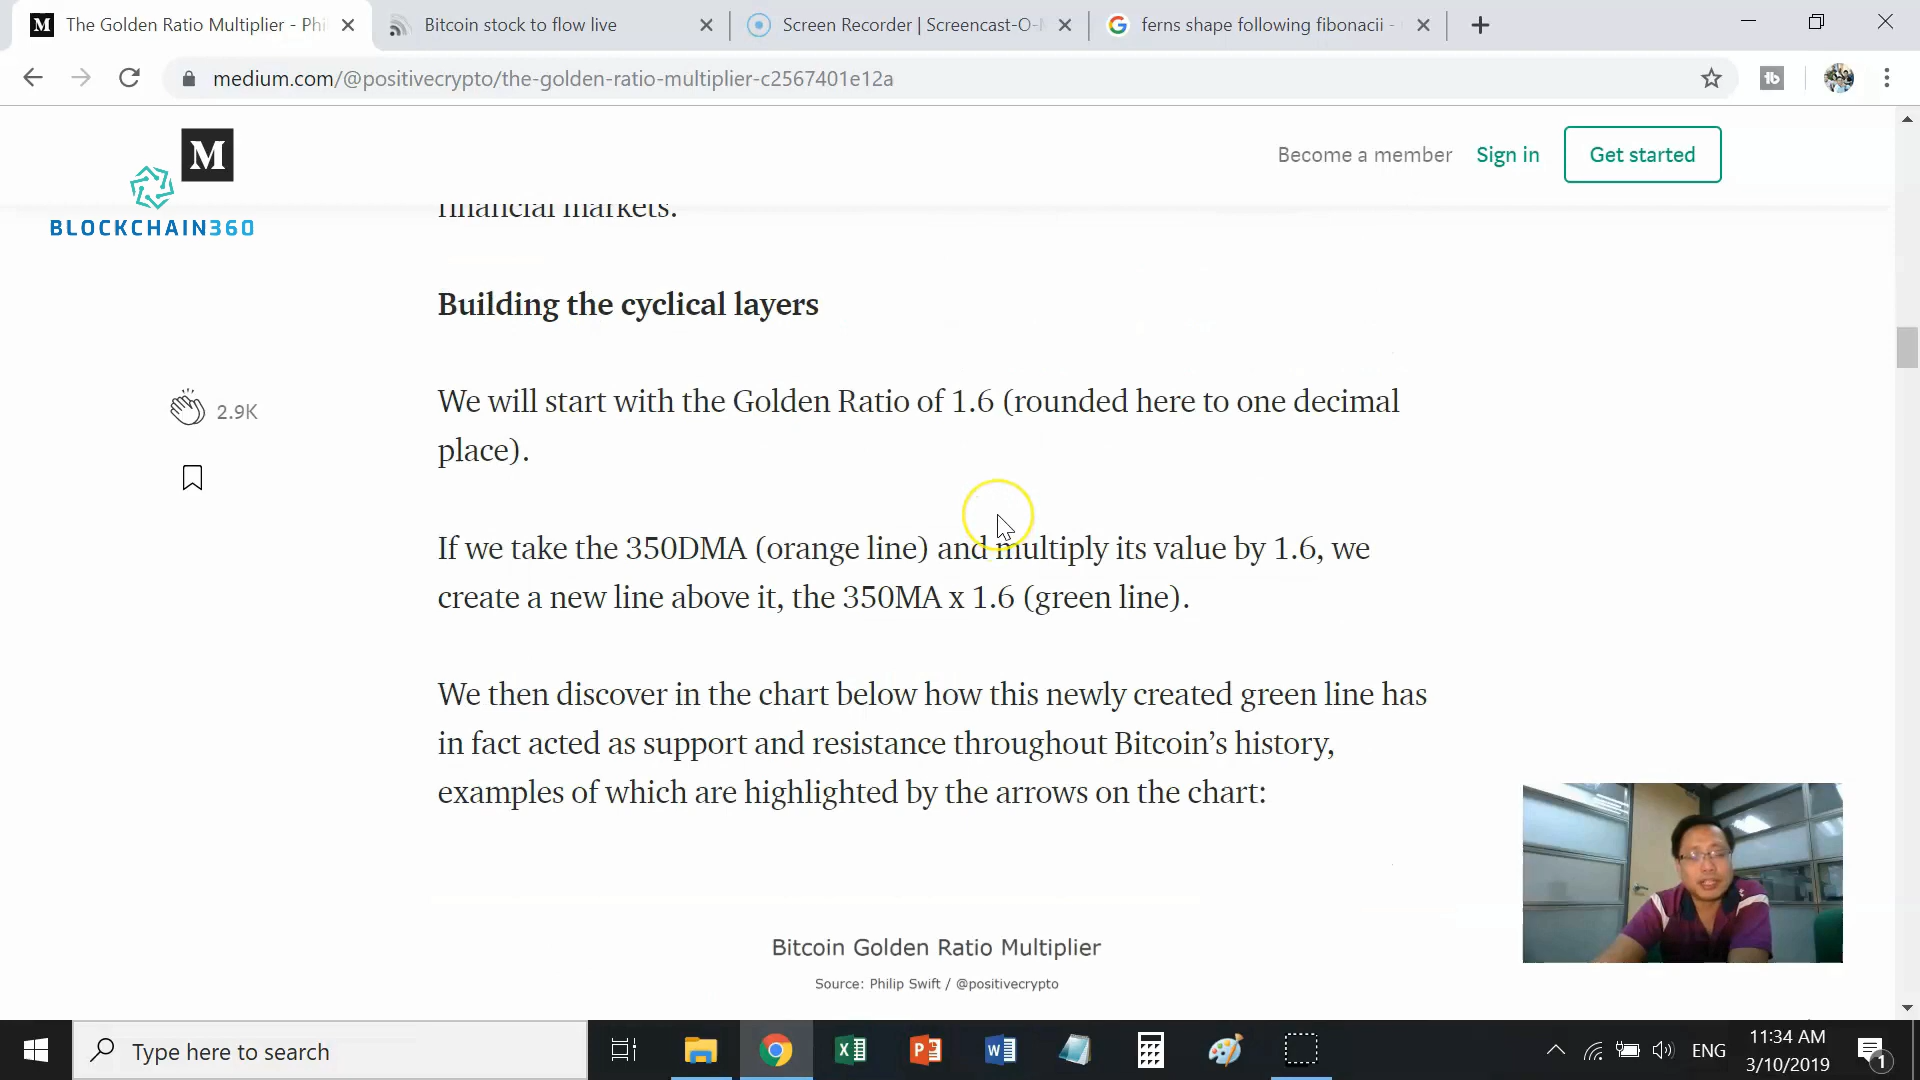 The Golden Ratio Multiplier - Phi
Bitcoin stock to flow live
Screen Recorder | Screencast-O-M
ferns shape following fibonacii -
medium.com/@positivecrypto/the-golden-ratio-multiplier-c2567401e12a
M
BLOCKCHAIN360
Become a member
Sign in
Get started
financial markets.
Building the cyclical layers
We will start with the Golden Ratio of 1.6 (rounded here to one decimal
place).
2.9K
If we take the 350DMA (orange line) and multiply its value by 1.6, we
create a new line above it, the 350MA x 1.6 (green line).
We then discover in the chart below how this newly created green line has
in fact acted as support and resistance throughout Bitcoin’s history,
examples of which are highlighted by the arrows on the chart:
Bitcoin Golden Ratio Multiplier
Source: Philip Swift / @positivecrypto
Type here to search
ENG
11:34 AM
3/10/2019
1